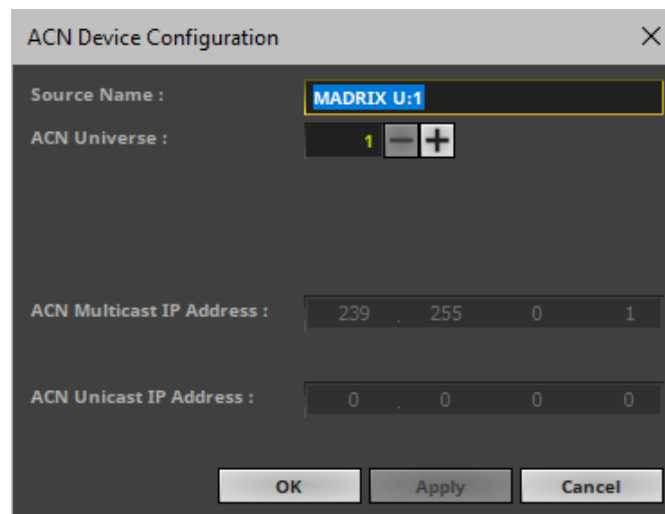 ACN Device Configuration
Source Name : MADRIX U:1
ACN Universe : 1
ACN Multicast IP Address : 239 . 255 0 1
ACN Unicast IP Address : 0 . 0 0 0
OK Apply Cancel